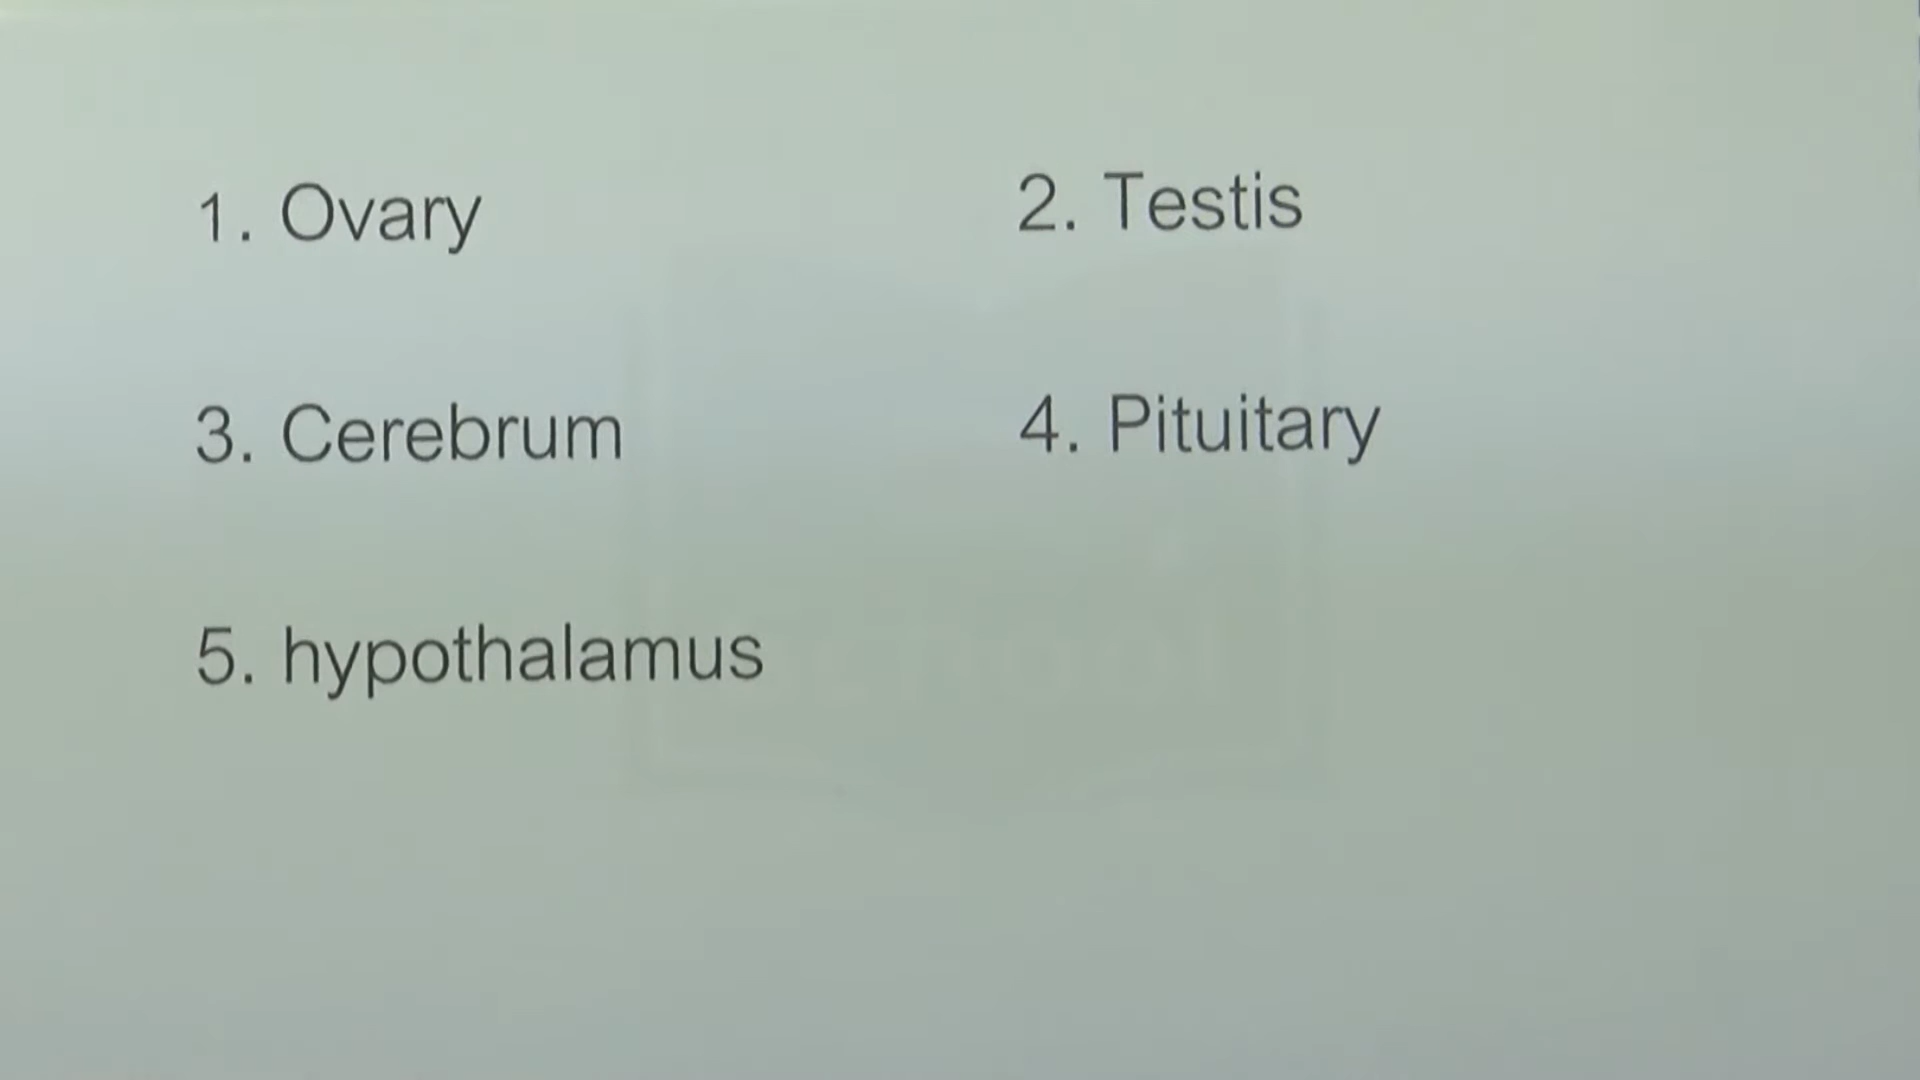 1. Ovary
2. Testis
3. Cerebrum
4. Pituitary
5. hypothalamus